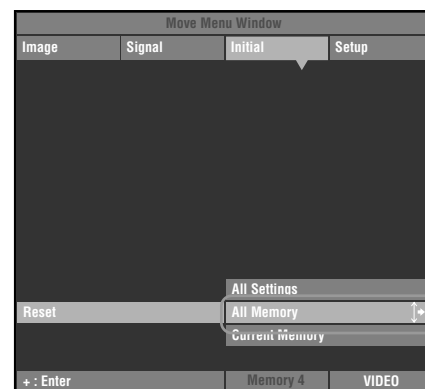 Move Menu Window
Image Signal Initial Setup
All Settings
Reset All Memory
Current Memory
+ : Enter Memory 4 VIDEO